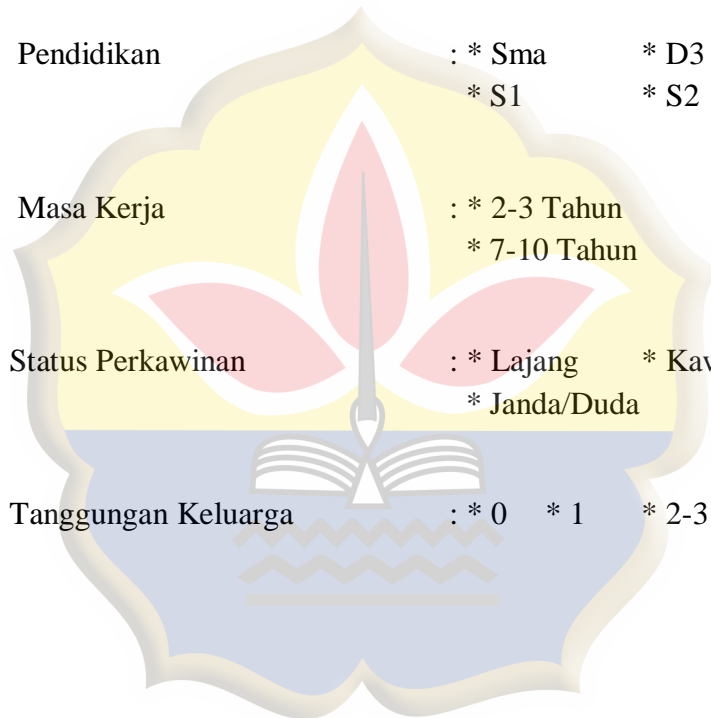 Pendidikan : * Sma * D3
* S1 * S2
Masa Kerja : * 2-3 Tahun
* 7-10 Tahun
Status Perkawinan : * Lajang *
* Janda/Duda
Tanggungan Keluarga : * 0 * 1 * 2-3